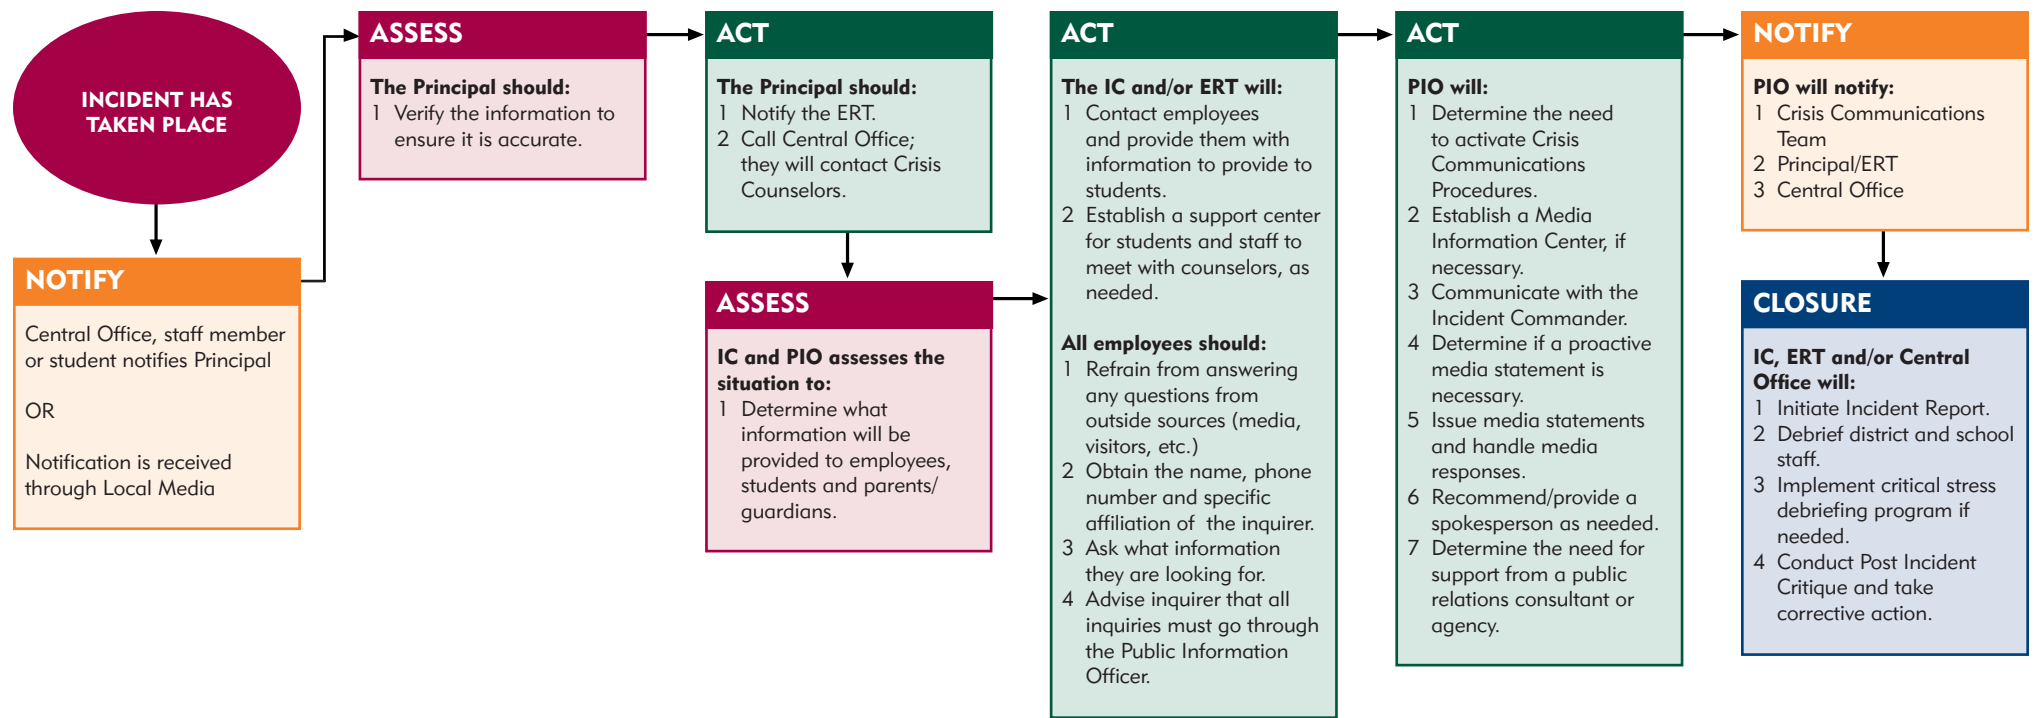 INCIDENT HAS
TAKEN PLACE
NOTIFY
Central Office, staff member
or student notifies Principal
OR
Notification is received
through Local Media
ASSESS
The Principal should:
1 Verify the information to
ensure it is accurate.
ACT
The Principal should:
1 Notify the ERT.
2 Call Central Office;
they will contact Crisis
Counselors.
ASSESS
IC and PIO assesses the
situation to:
1 Determine what
information will be
provided to employees,
students and parents/
guardians.
ACT
The IC and/or ERT will:
1 Contact employees
and provide them with
information to provide to
students.
2 Establish a support center
for students and staff to
meet with counselors, as
needed.
All employees should:
1 Refrain from answering
any questions from
outside sources (media,
visitors, etc.)
2 Obtain the name, phone
number and specific
affiliation of the inquirer.
3 Ask what information
they are looking for.
4 Advise inquirer that all
inquiries must go through
the Public Information
Officer.
ACT
PIO will:
1 Determine the need
to activate Crisis
Communications
Procedures.
2 Establish a Media
Information Center, if
necessary.
3 Communicate with the
Incident Commander.
4 Determine if a proactive
media statement is
necessary.
5 Issue media statements
and handle media
responses.
6 Recommend/provide a
spokesperson as needed.
7 Determine the need for
support from a public
relations consultant or
agency.
NOTIFY
PIO will notify:
1 Crisis Communications
Team
2 Principal/ERT
3 Central Office
CLOSURE
IC, ERT and/or Central
Office will:
1 Initiate Incident Report.
2 Debrief district and school
staff.
3 Implement critical stress
debriefing program if
needed.
4 Conduct Post Incident
Critique and take
corrective action.